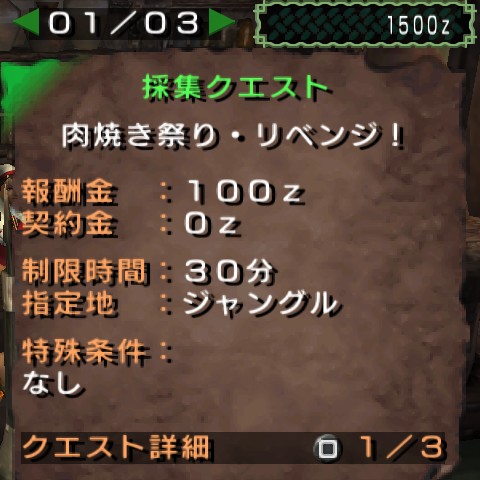 01/03
1500z
採集クエスト
肉焼き祭り・リベンジ!
報酬金 :100z
契約金 :0z
制限時間:30分
指定地 :ジャングル
特殊条件:
なし
クエスト詳細 1/3